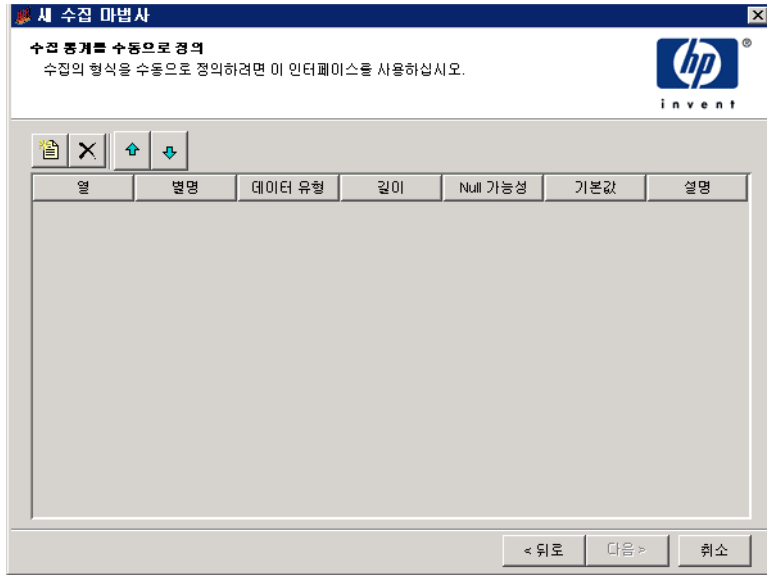 새 수집 마법사
수집 통계를 수동으로 정의
수집의 형식을 수동으로 정의하려면 이 인터페이스를 사용하십시오.
hp ®
invent
열 별명 데이터 유형 길이 Null 가능성 기본값 설명
< 뒤로 다음 > 취소